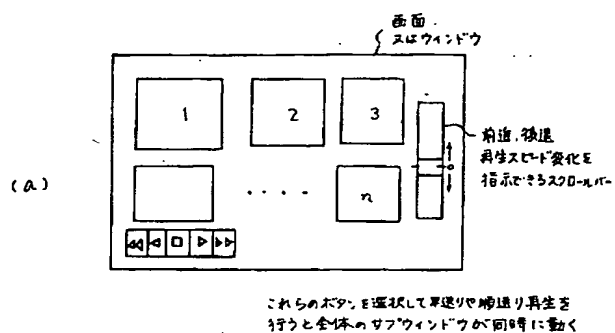 画面
又はウィンドウ
1
2
3
前進、後退
再生スピード変化を
指示できるスクロールバー
(a)
. . . .
n
これらのボタンを選択して早送りや順送り再生を
行うと全体のサブウィンドウが同時に動く